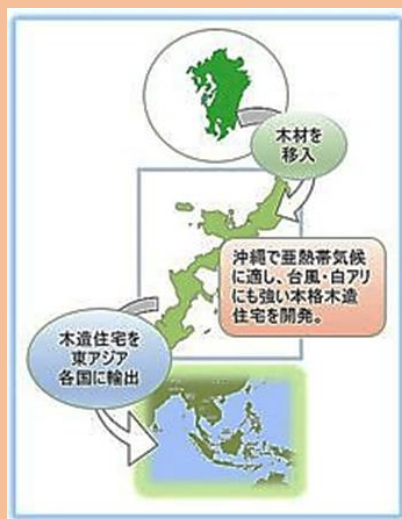 木材を
移入
沖縄で亜熱帯気候
に適し、台風・白アリ
にも強い本格木造
住宅を開発。
木造住宅を
東アジア
各国に輸出